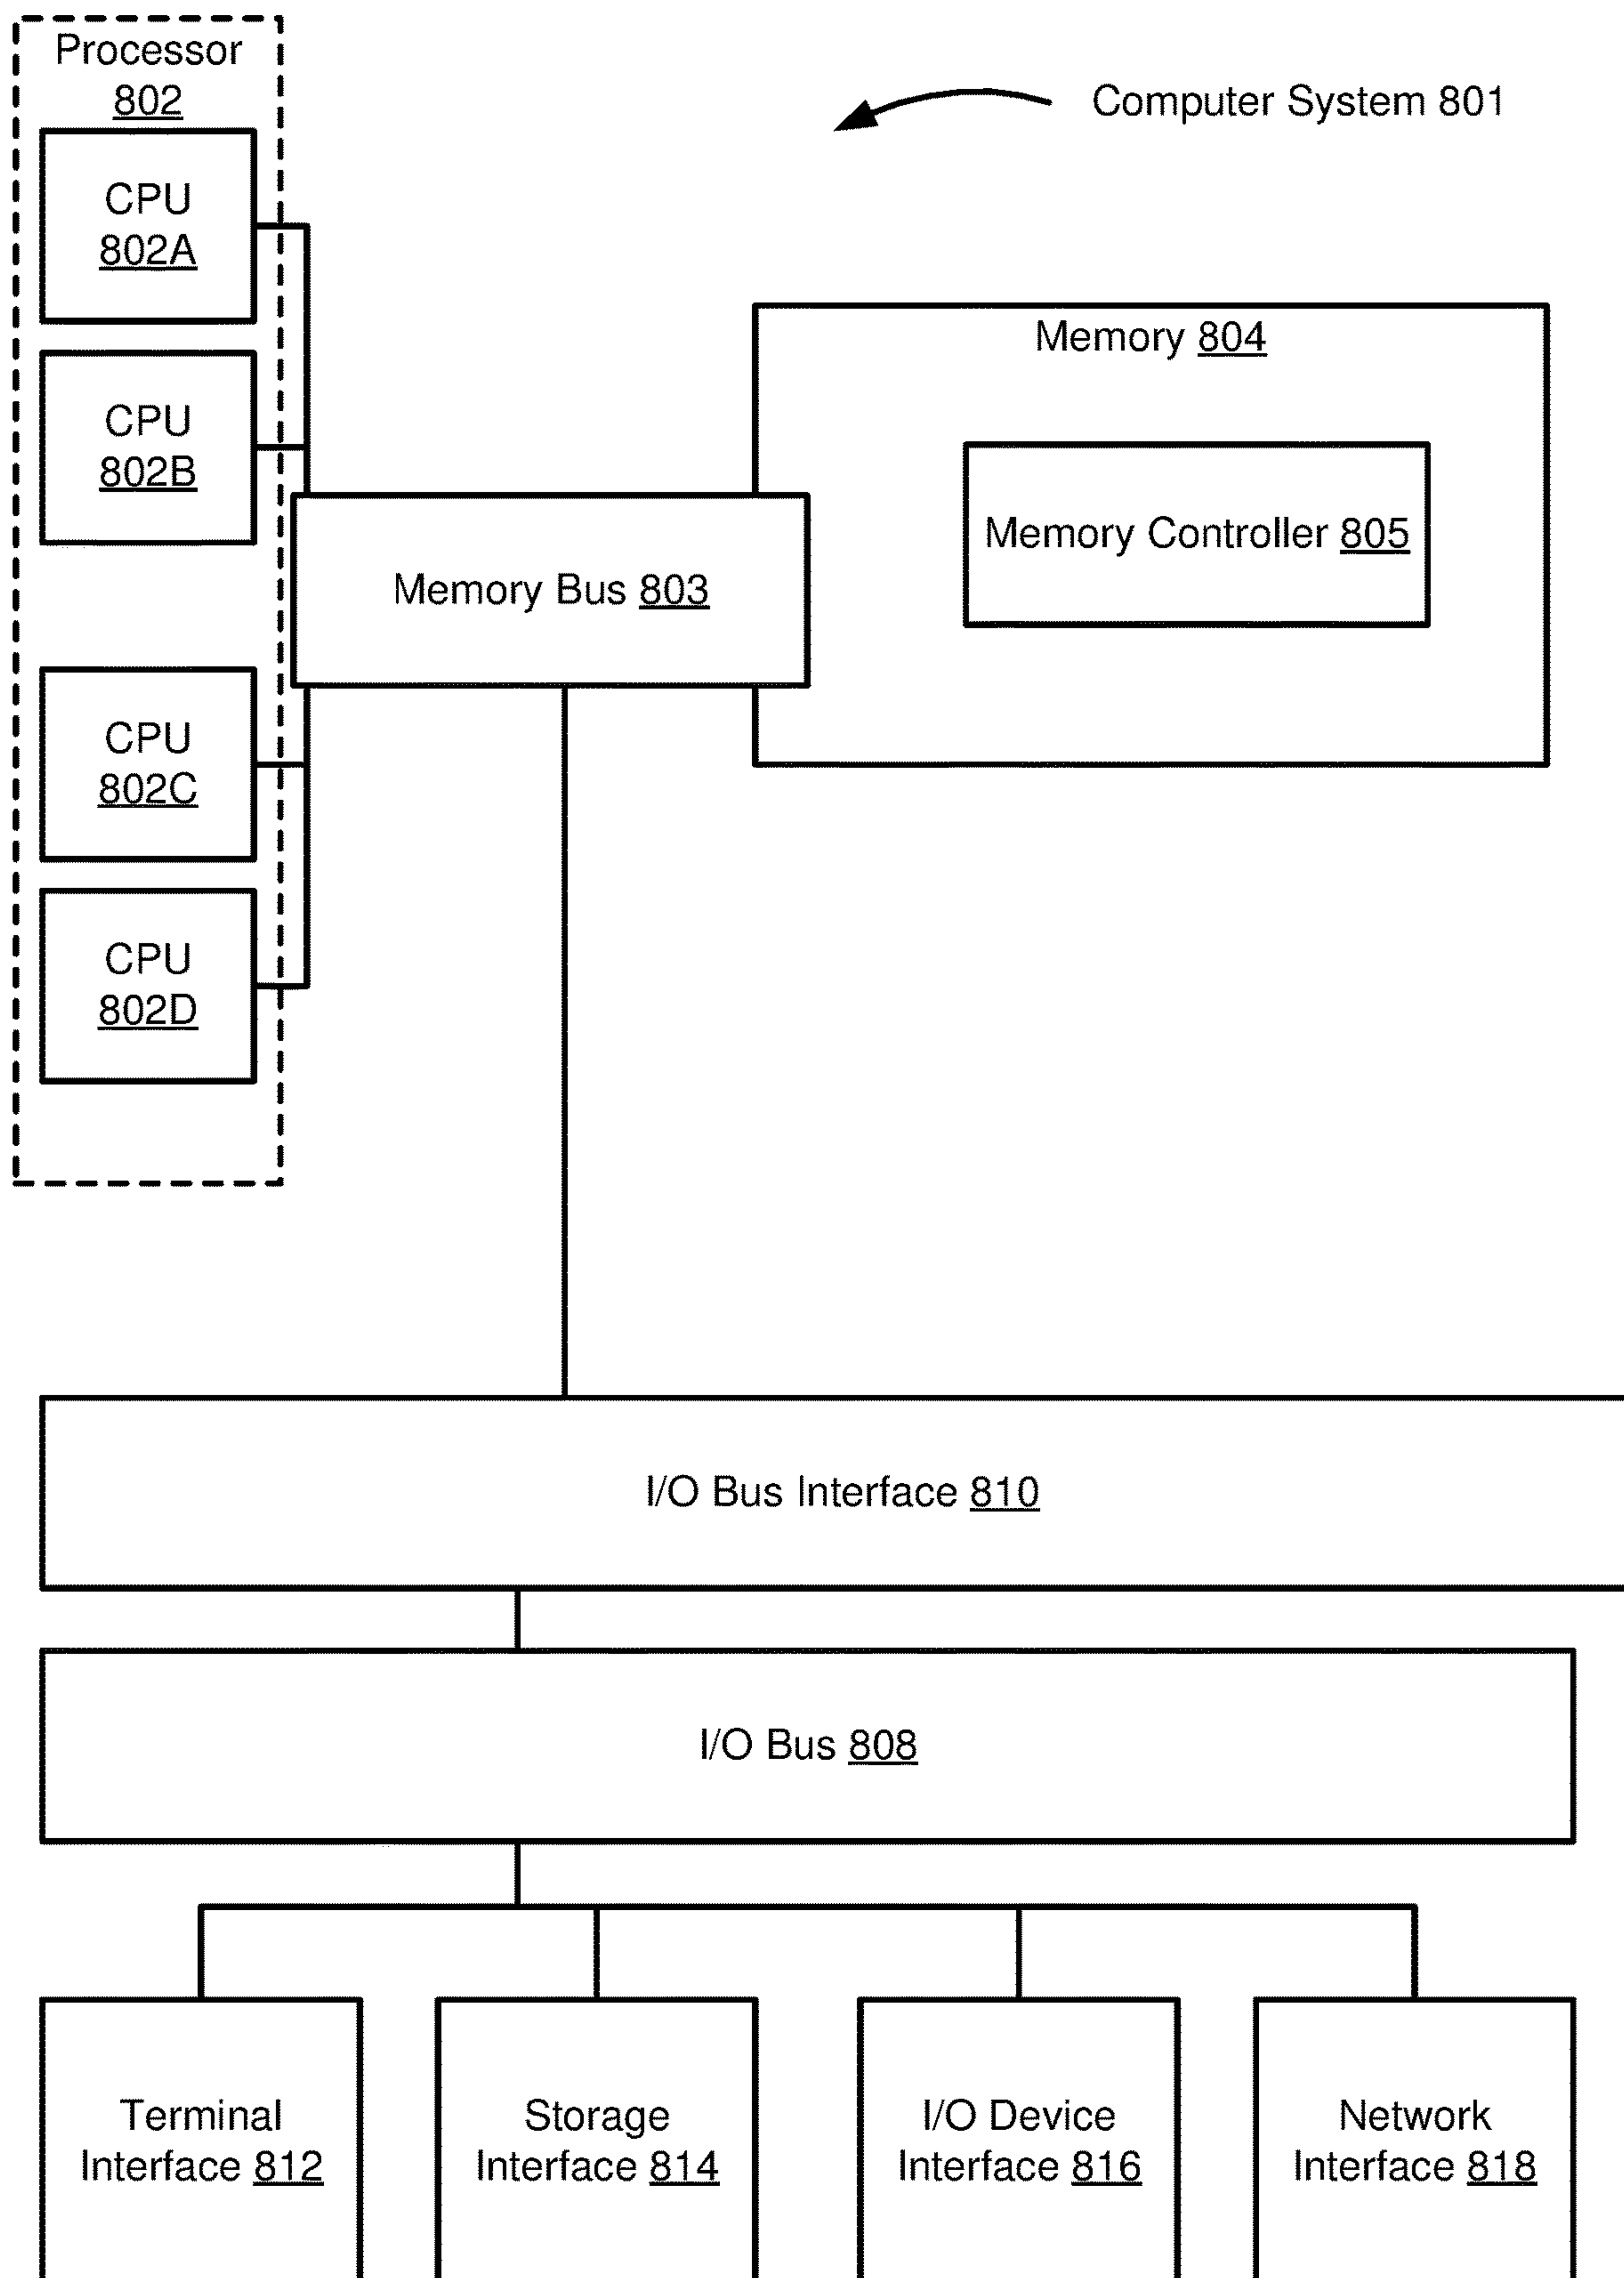 Processor
802
Computer System 801
CPU
802A
CPU
802B
Memory 804
Memory Controller 805
Memory Bus 803
CPU
802C
CPU
802D
I/O Bus Interface 810
I/O Bus 808
Terminal
Interface 812
Storage
Interface 814
I/O Device
Interface 816
Network
Interface 818